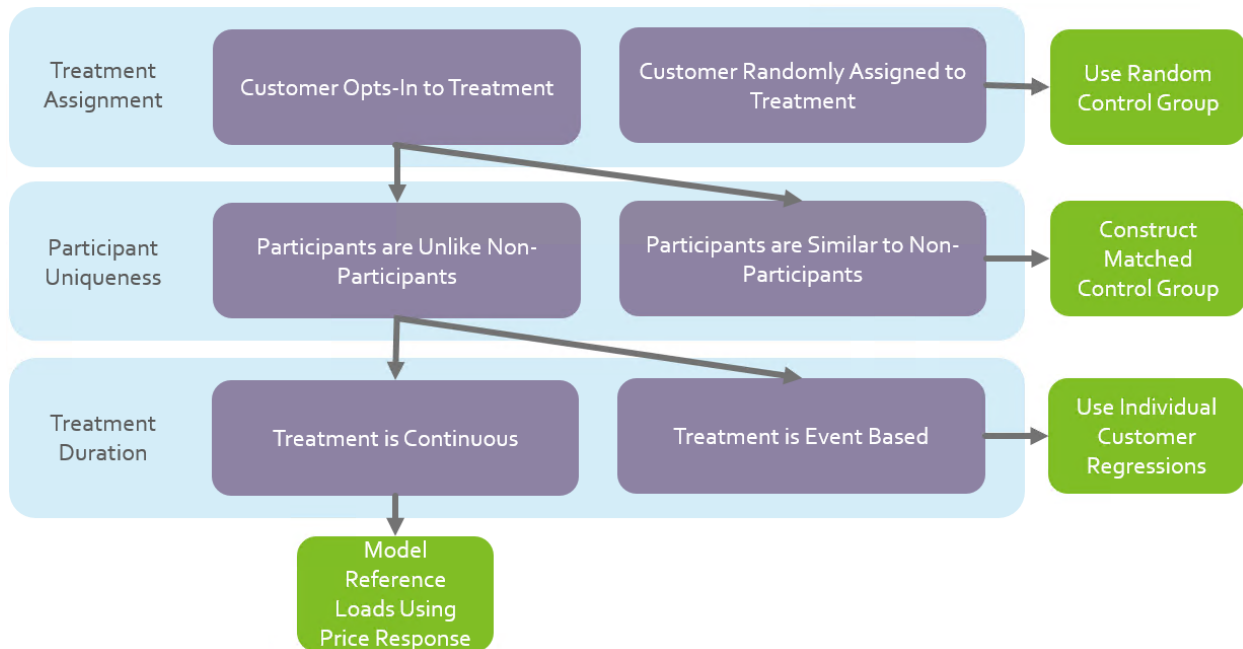 Treatment
Assignment
Customer Opts-In to Treatment
Customer Randomly Assigned to
Treatment
Use Random
Control Group
Participant
Uniqueness
Participants are Unlike Non-
Participants
Participants are Similar to Non-
Participants
Construct
Matched
Control Group
Treatment
Duration
Treatment is Continuous
Treatment is Event Based
Use Individual
Customer
Regressions
Model
Reference
Loads Using
Price Response